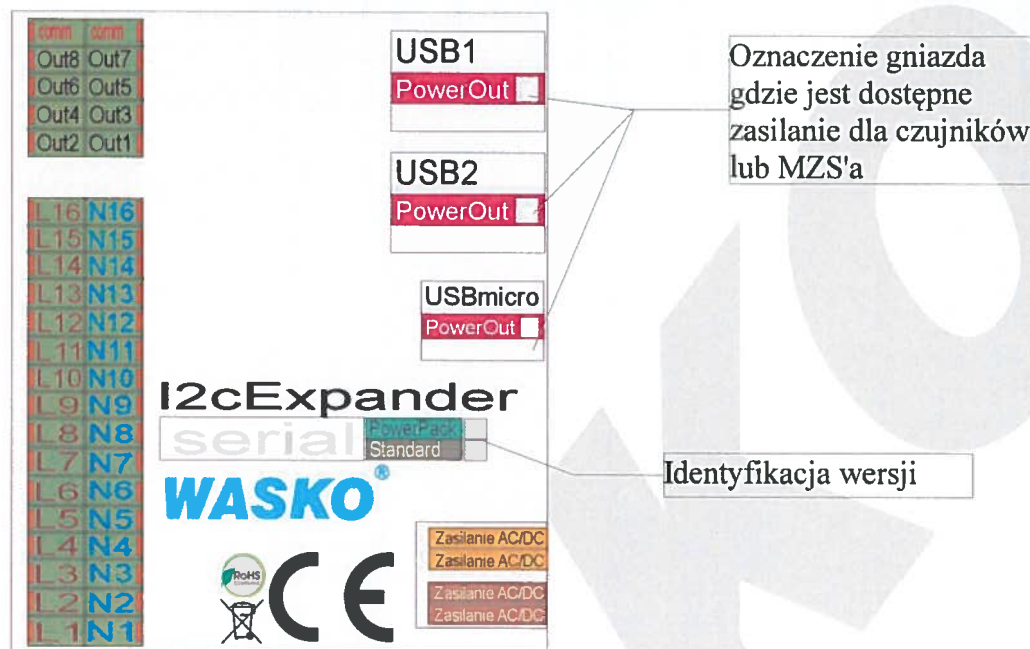 comm comm
Out8 Out7
Out6 Out5
Out4 Out3
Out2 Out1
L16 N16
L15 N15
L14 N14
L13 N13
L12 N12
L11 N11
L10 N10
L9 N9
L8 N8
L7 N7
L6 N6
L5 N5
L4 N4
L3 N3
L2 N2
L1 N1
USB1
PowerOut
USB2
PowerOut
USBmicro
PowerOut
I2cExpander
serial
PowerPack
Standard
WASKO®
RoHS
CE
Zasilanie AC/DC
Zasilanie AC/DC
Zasilanie AC/DC
Zasilanie AC/DC
Oznaczenie gniazda
gdzie jest dostępne
zasilanie dla czujników
lub MZS'a
Identyfikacja wersji